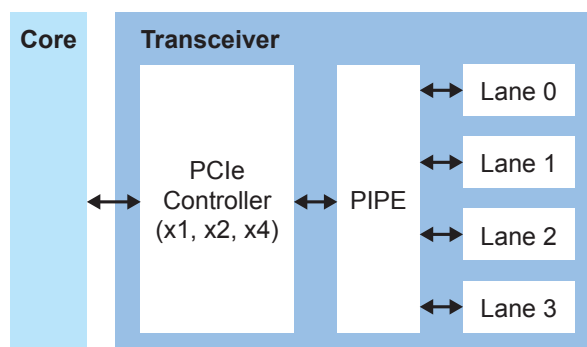 Core
Transceiver
PCIe
Controller
(x1, x2, x4)
PIPE
Lane 0
Lane 1
Lane 2
Lane 3